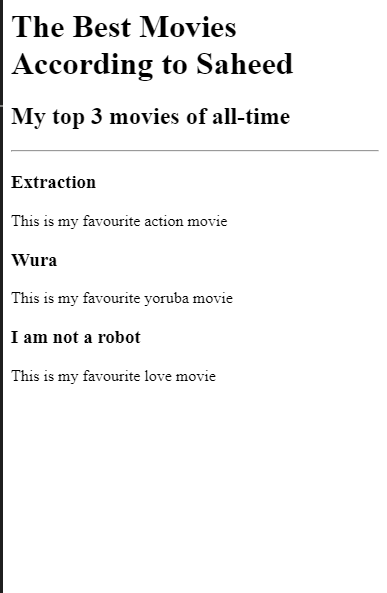 The Best Movies
According to Saheed
My top 3 movies of all-time
Extraction
This is my favourite action movie
Wura
This is my favourite yoruba movie
I am not a robot
This is my favourite love movie